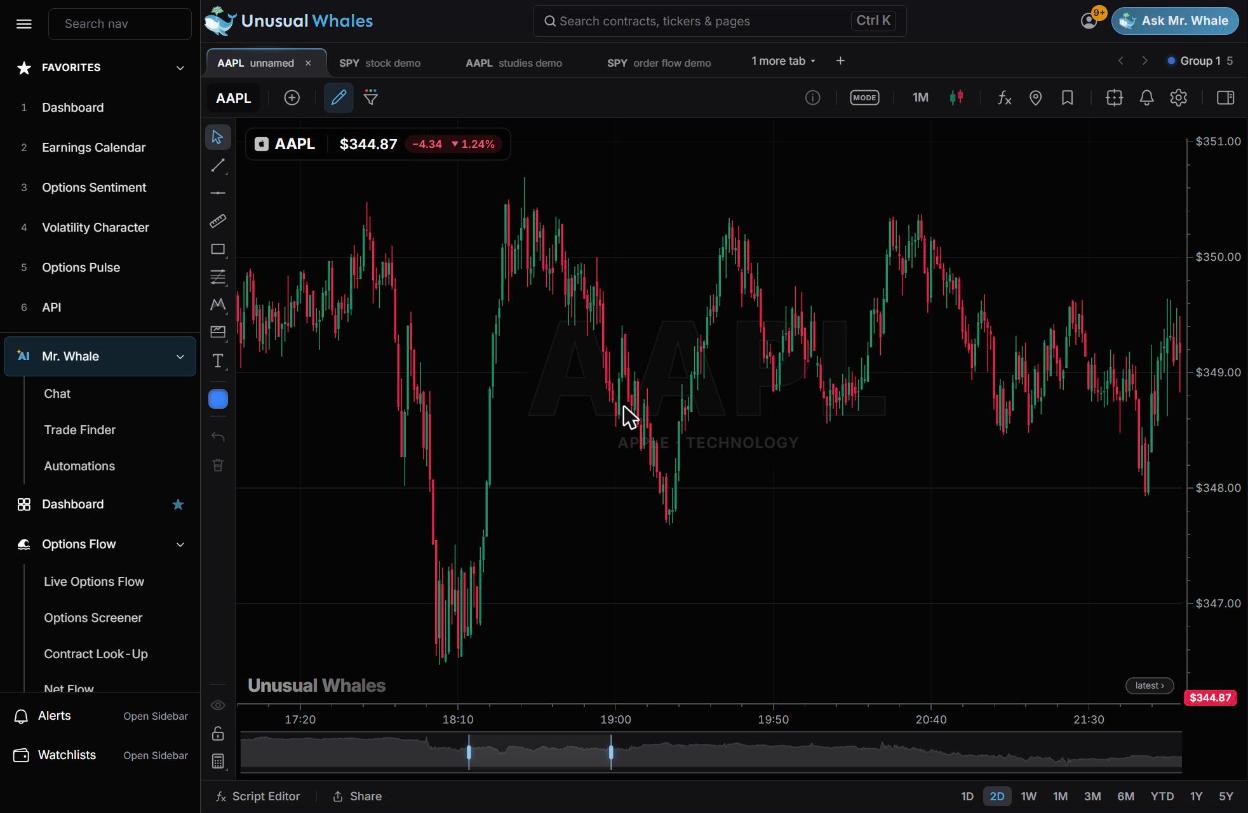 Search nav
Unusual Whales
Search contracts, tickers & pages
Ctrl K
9+
Ask Mr. Whale
FAVORITES
1 Dashboard
2 Earnings Calendar
3 Options Sentiment
4 Volatility Character
5 Options Pulse
6 API
AI Mr. Whale
Chat
Trade Finder
Automations
Dashboard
Options Flow
Live Options Flow
Options Screener
Contract Look-Up
Net Flow
Alerts Open Sidebar
Watchlists Open Sidebar
AAPL unnamed ×
SPY stock demo
AAPL studies demo
SPY order flow demo
1 more tab
Group 1 5
AAPL
MODE
1M
fx
AAPL $344.87 −4.34 ▼1.24%
AAPL
APPLE · TECHNOLOGY
T
$351.00
$350.00
$349.00
$348.00
$347.00
Unusual Whales
latest ›
$344.87
17:20 18:10 19:00 19:50 20:40 21:30
fx Script Editor
Share
1D 2D 1W 1M 3M 6M YTD 1Y 5Y